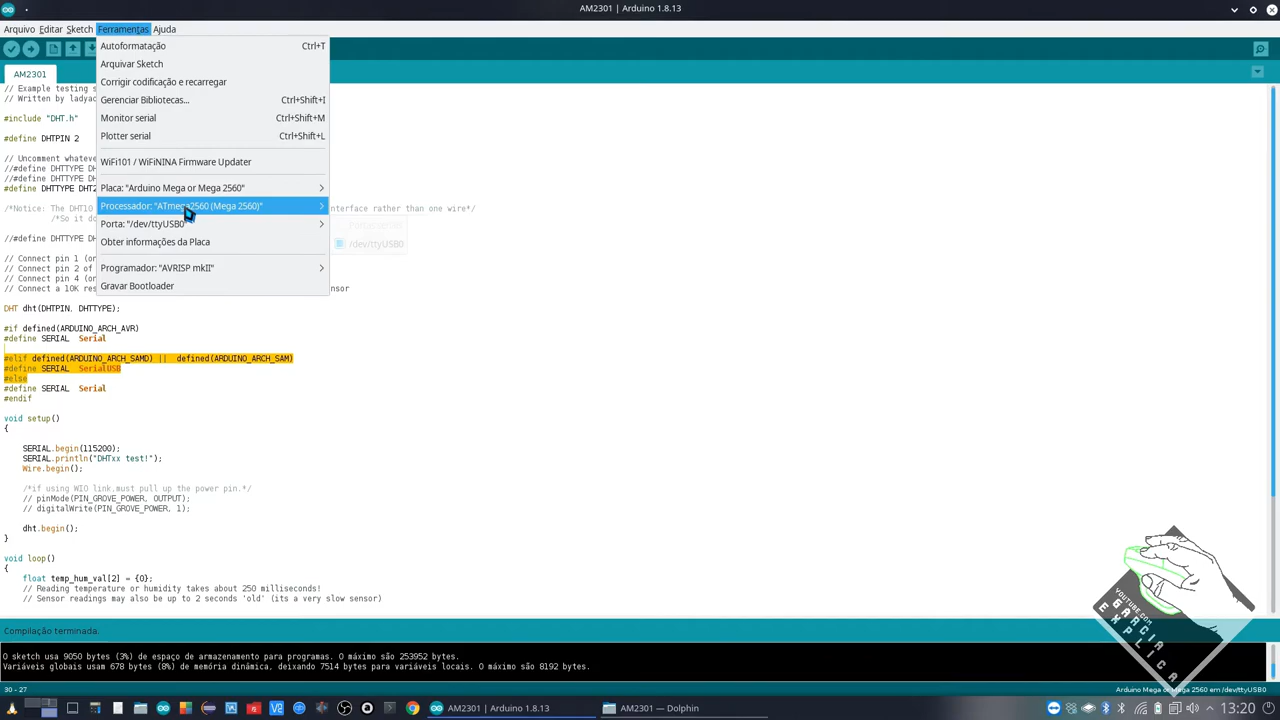 AM2301 | Arduino 1.8.13
Arquivo Editar Sketch Ferramentas Ajuda
AM2301
Autoformatação Ctrl+T
Arquivar Sketch
Corrigir codificação e recarregar
Gerenciar Bibliotecas... Ctrl+Shift+I
Monitor serial Ctrl+Shift+M
Plotter serial Ctrl+Shift+L
WiFi101 / WiFiNINA Firmware Updater
Placa: "Arduino Mega or Mega 2560"
Processador: "ATmega2560 (Mega 2560)"
Porta: "/dev/ttyUSB0"
Obter informações da Placa
Programador: "AVRISP mkII"
Gravar Bootloader
/dev/ttyUSB0
// Example testing s
// Written by ladyad
#include "DHT.h"
#define DHTPIN 2
// Uncomment whateve
//#define DHTTYPE DH
//#define DHTTYPE DH
#define DHTTYPE DHT2
/*Notice: The DHT10 nterface rather than one wire*/
/*So it do
//#define DHTTYPE DH
// Connect pin 1 (on
// Connect pin 2 of
// Connect pin 4 (on
// Connect a 10K res nsor
DHT dht(DHTPIN, DHTTYPE);
#if defined(ARDUINO_ARCH_AVR)
#define SERIAL Serial
#elif defined(ARDUINO_ARCH_SAMD) || defined(ARDUINO_ARCH_SAM)
#define SERIAL SerialUSB
#else
#define SERIAL Serial
#endif
void setup()
{
SERIAL.begin(115200);
SERIAL.println("DHTxx test!");
Wire.begin();
/*if using WIO link,must pull up the power pin.*/
// pinMode(PIN_GROVE_POWER, OUTPUT);
// digitalWrite(PIN_GROVE_POWER, 1);
dht.begin();
}
void loop()
{
float temp_hum_val[2] = {0};
// Reading temperature or humidity takes about 250 milliseconds!
// Sensor readings may also be up to 2 seconds 'old' (its a very slow sensor)
YOUTUBE.COM
EGARCIA
EXPLICA
Compilação terminada.
O sketch usa 9050 bytes (3%) de espaço de armazenamento para programas. O máximo são 253952 bytes.
Variáveis globais usam 678 bytes (8%) de memória dinâmica, deixando 7514 bytes para variáveis locais. O máximo são 8192 bytes.
30 - 27 Arduino Mega or Mega 2560 em /dev/ttyUSB0
AM2301 | Arduino 1.8.13 AM2301 — Dolphin 13:20